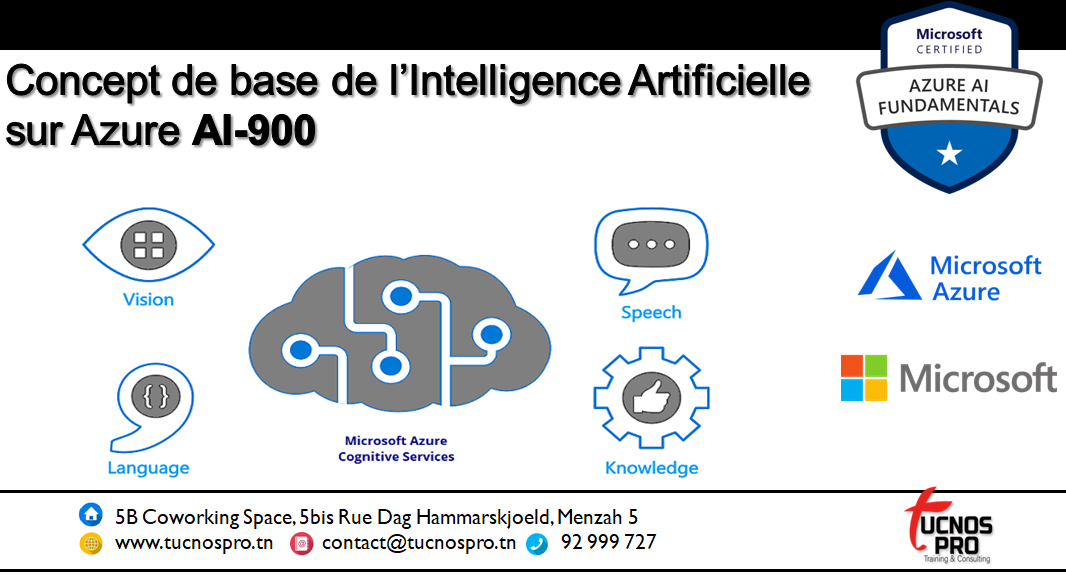 Concept de base de l’Intelligence Artificielle
sur Azure AI-900
Microsoft
CERTIFIED
AZURE AI
FUNDAMENTALS
Vision
Speech
Language
Knowledge
Microsoft Azure
Cognitive Services
Microsoft
Azure
Microsoft
5B Coworking Space, 5bis Rue Dag Hammarskjoeld, Menzah 5
www.tucnospro.tn contact@tucnospro.tn 92 999 727
tUCNOS
PRO
Training & Consulting